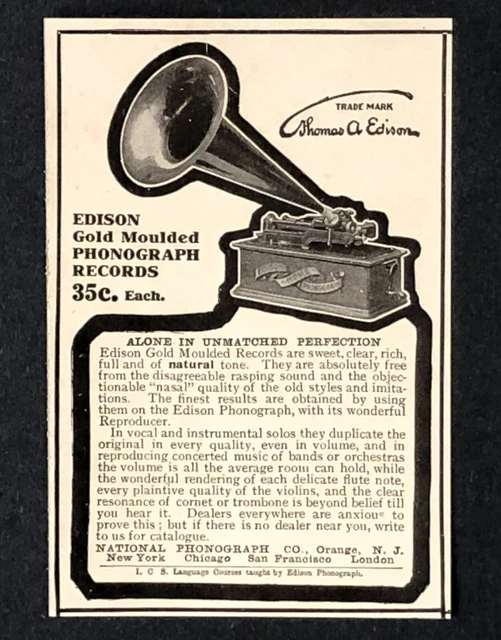 TRADE MARK
Thomas A Edison
EDISON
Gold Moulded
PHONOGRAPH
RECORDS
35c. Each.
ALONE IN UNMATCHED PERFECTION
Edison Gold Moulded Records are sweet, clear, rich,
full and of natural tone. They are absolutely free
from the disagreeable rasping sound and the objec-
tionable "nasal" quality of the old styles and imita-
tions. The finest results are obtained by using
them on the Edison Phonograph, with its wonderful
Reproducer.
In vocal and instrumental solos they duplicate the
original in every quality, even in volume, and in
reproducing concerted music of bands or orchestras
the volume is all the average room can hold, while
the wonderful rendering of each delicate flute note,
every plaintive quality of the violins, and the clear
resonance of cornet or trombone is beyond belief till
you hear it. Dealers everywhere are anxious to
prove this; but if there is no dealer near you, write
to us for catalogue.
NATIONAL PHONOGRAPH CO., Orange, N. J.
New York Chicago San Francisco London
I. C S. Language Courses taught by Edison Phonograph.